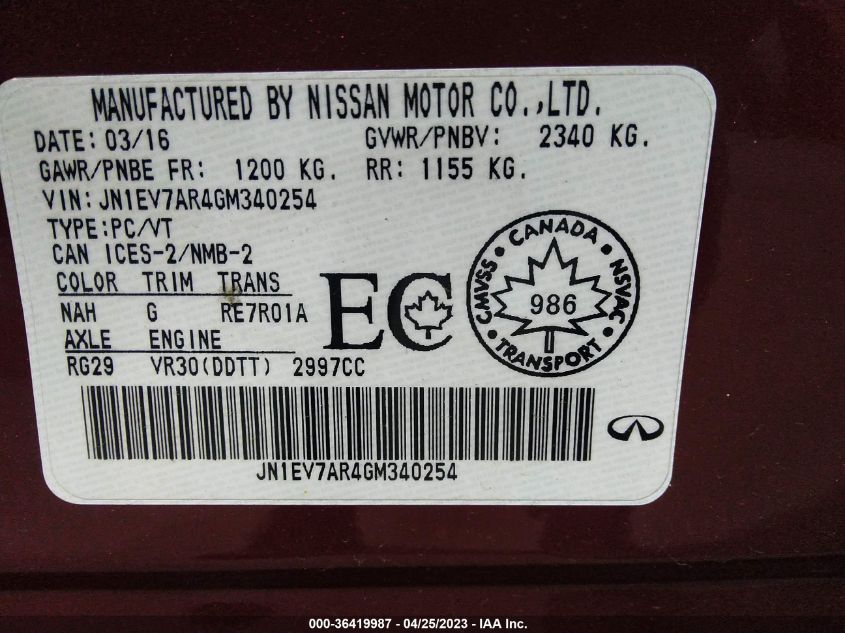 MANUFACTURED BY NISSAN MOTOR CO.,LTD.
DATE: 03/16 GVWR/PNBV: 2340 KG.
GAWR/PNBE FR: 1200 KG. RR: 1155 KG.
VIN: JN1EV7AR4GM340254
TYPE:PC/VT
CAN ICES-2/NMB-2
COLOR TRIM TRANS
NAH G RE7R01A
AXLE ENGINE
RG29 VR30(DDTT) 2997CC
EC
CANADA
CMVSS
NSVAC
986
TRANSPORT
JN1EV7AR4GM340254
000-36419987 - 04/25/2023 - IAA Inc.